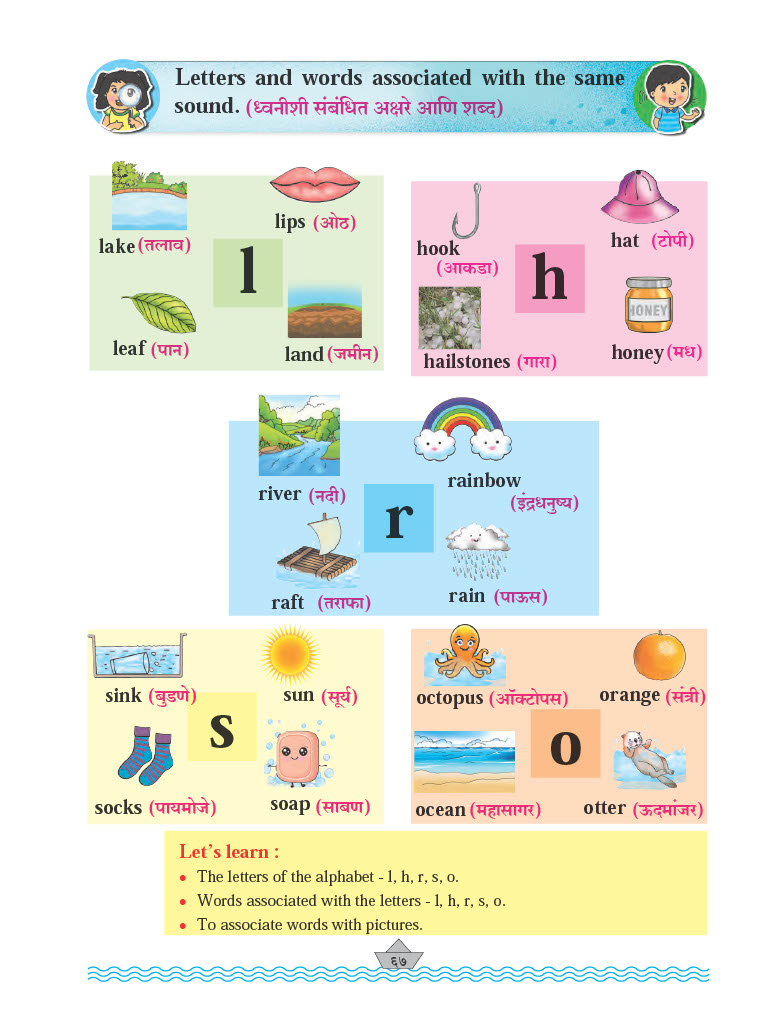 Letters and words associated with the same
sound. (ध्वनीशी संबंधित अक्षरे आणि शब्द)
lips (ओठ)
lake (तलाव)
l
leaf (पान)
land (जमीन)
hat (टोपी)
hook
(आकडा)
h
HONEY
honey (मध)
hailstones (गारा)
rainbow
(इंद्रधनुष्य)
river (नदी)
r
raft (तराफा)
rain (पाऊस)
sink (बुडणे)
sun (सूर्य)
s
socks (पायमोजे)
soap (साबण)
octopus (ऑक्टोपस)
orange (संत्री)
o
ocean (महासागर)
otter (ऊदमांजर)
Let's learn :
• The letters of the alphabet - l, h, r, s, o.
• Words associated with the letters - l, h, r, s, o.
• To associate words with pictures.
६७